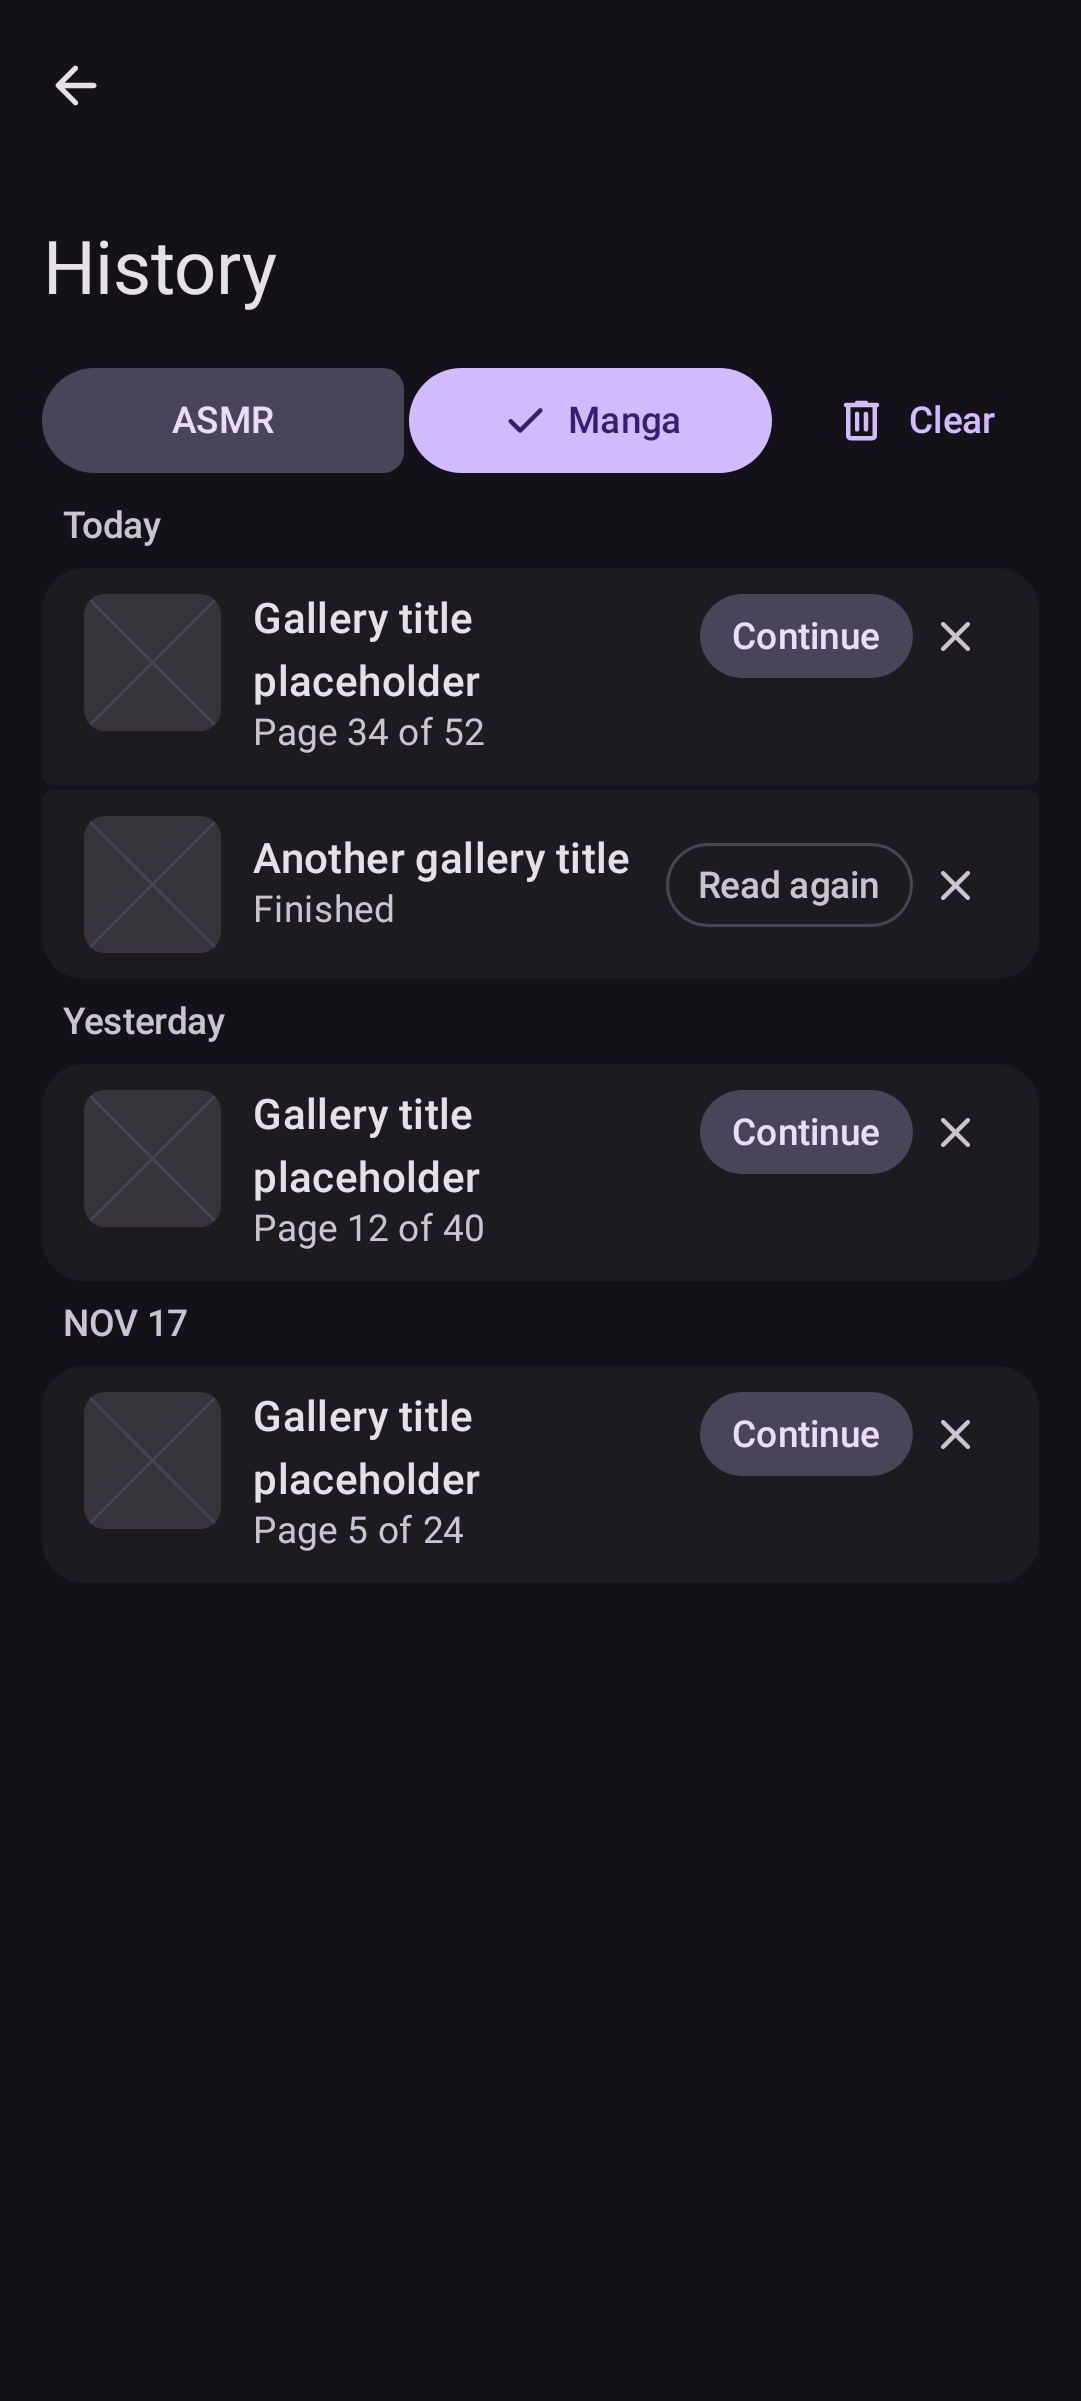 History
ASMR
Manga
Clear
Today
Gallery title
placeholder
Page 34 of 52
Continue
Another gallery title
Finished
Read again
Yesterday
Gallery title
placeholder
Page 12 of 40
Continue
NOV 17
Gallery title
placeholder
Page 5 of 24
Continue